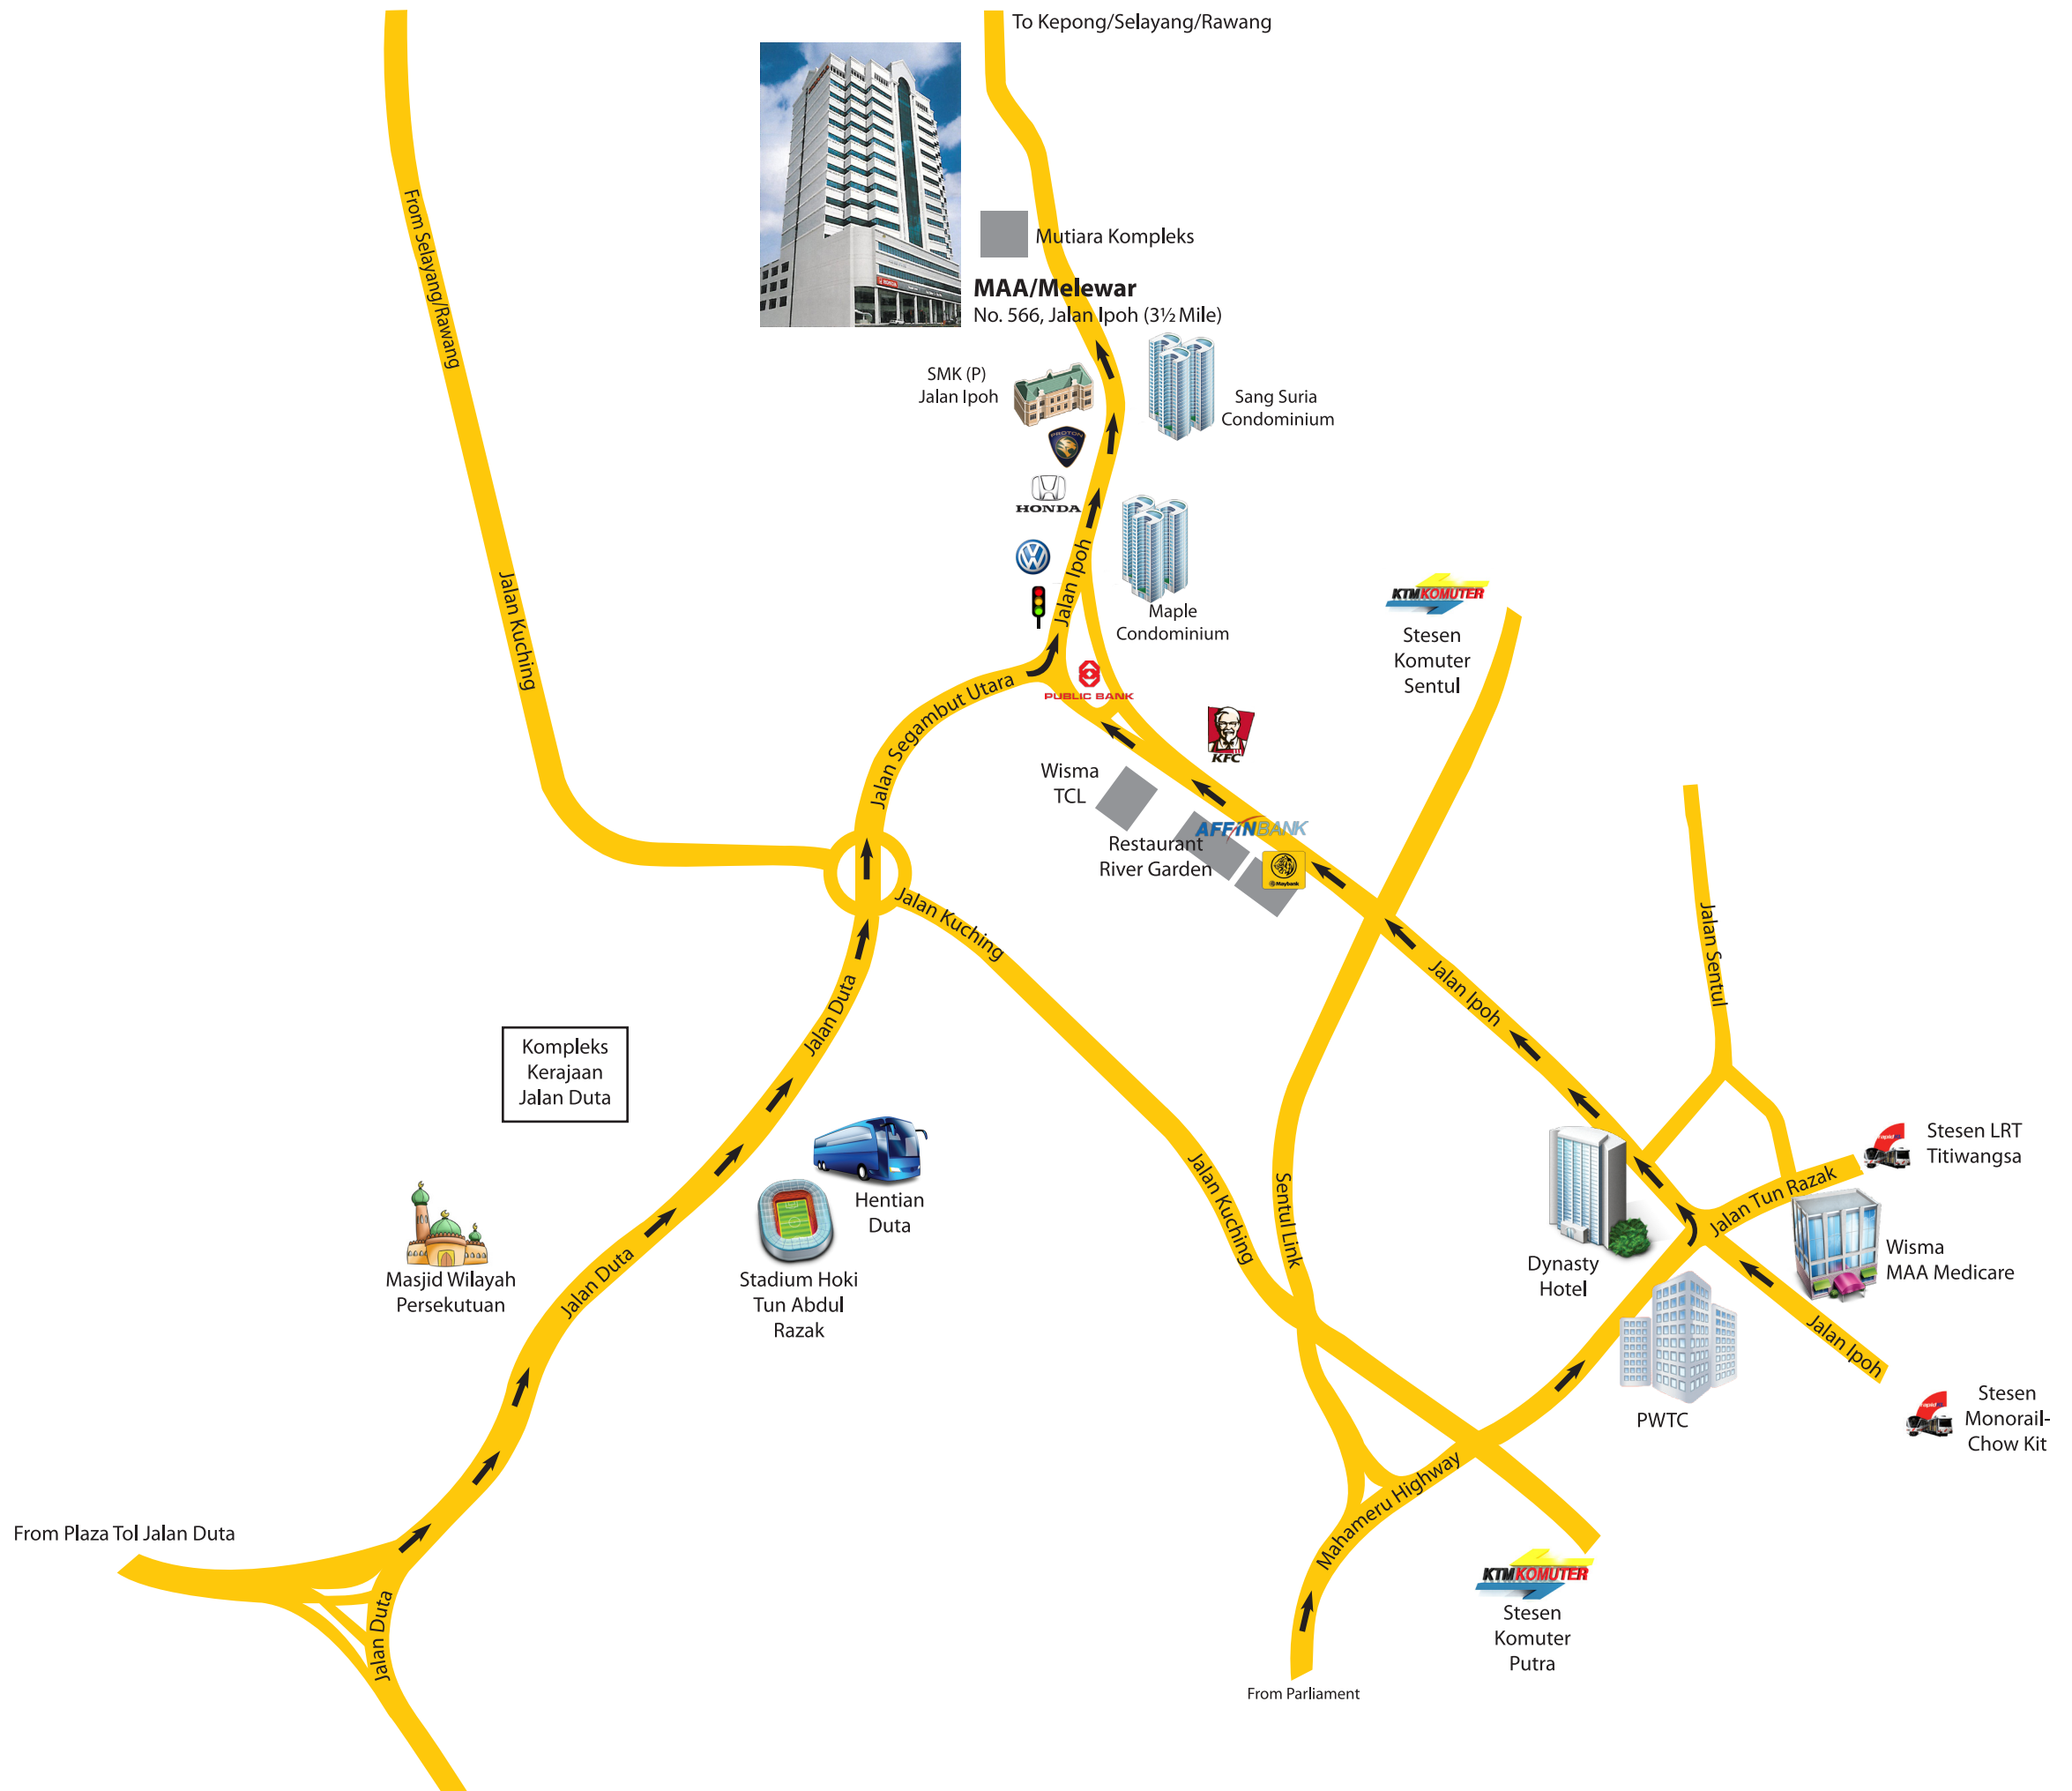 To Kepong/Selayang/Rawang
From Selayang/Rawang
Mutiara Kompleks
MAA/Melewar
No. 566, Jalan Ipoh (3½ Mile)
SMK (P)
Jalan Ipoh
Sang Suria
Condominium
PROTON
HONDA
Jalan Kuching
Jalan Ipoh
Maple
Condominium
KTM KOMUTER
Stesen
Komuter
Sentul
Jalan Segambut Utara
PUBLIC BANK
KFC
Wisma
TCL
AFFINBANK
Restaurant
River Garden
Maybank
Jalan Kuching
Jalan Sentul
Jalan Ipoh
Jalan Duta
Kompleks
Kerajaan
Jalan Duta
Hentian
Duta
Stesen LRT
Titiwangsa
rapid
Jalan Tun Razak
Jalan Kuching
Sentul Link
Masjid Wilayah
Persekutuan
Jalan Duta
Stadium Hoki
Tun Abdul
Razak
Dynasty
Hotel
Wisma
MAA Medicare
Jalan Ipoh
PWTC
rapid
Stesen
Monorail-
Chow Kit
Mahameru Highway
From Plaza Tol Jalan Duta
Jalan Duta
KTM KOMUTER
Stesen
Komuter
Putra
From Parliament